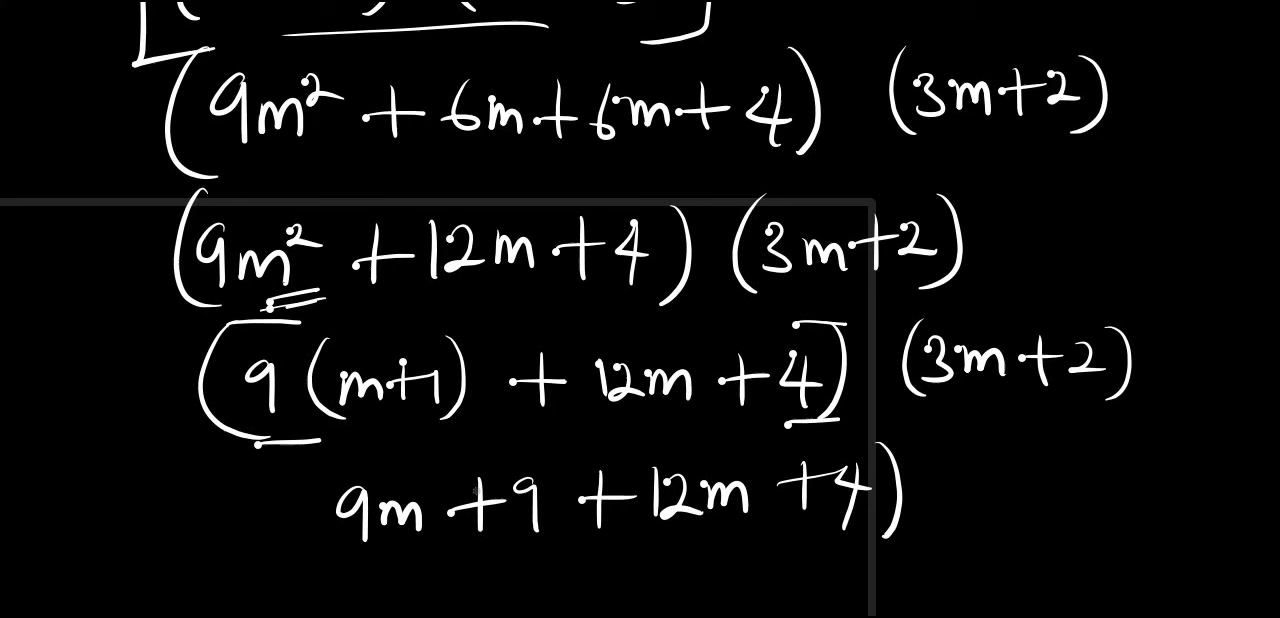 (9m² + 6m + 6m + 4) (3m+2)
(9m² + 12m + 4) (3m+2)
[9 (m+1) + 12m + 4] (3m+2)
9m + 9 + 12m + 4)